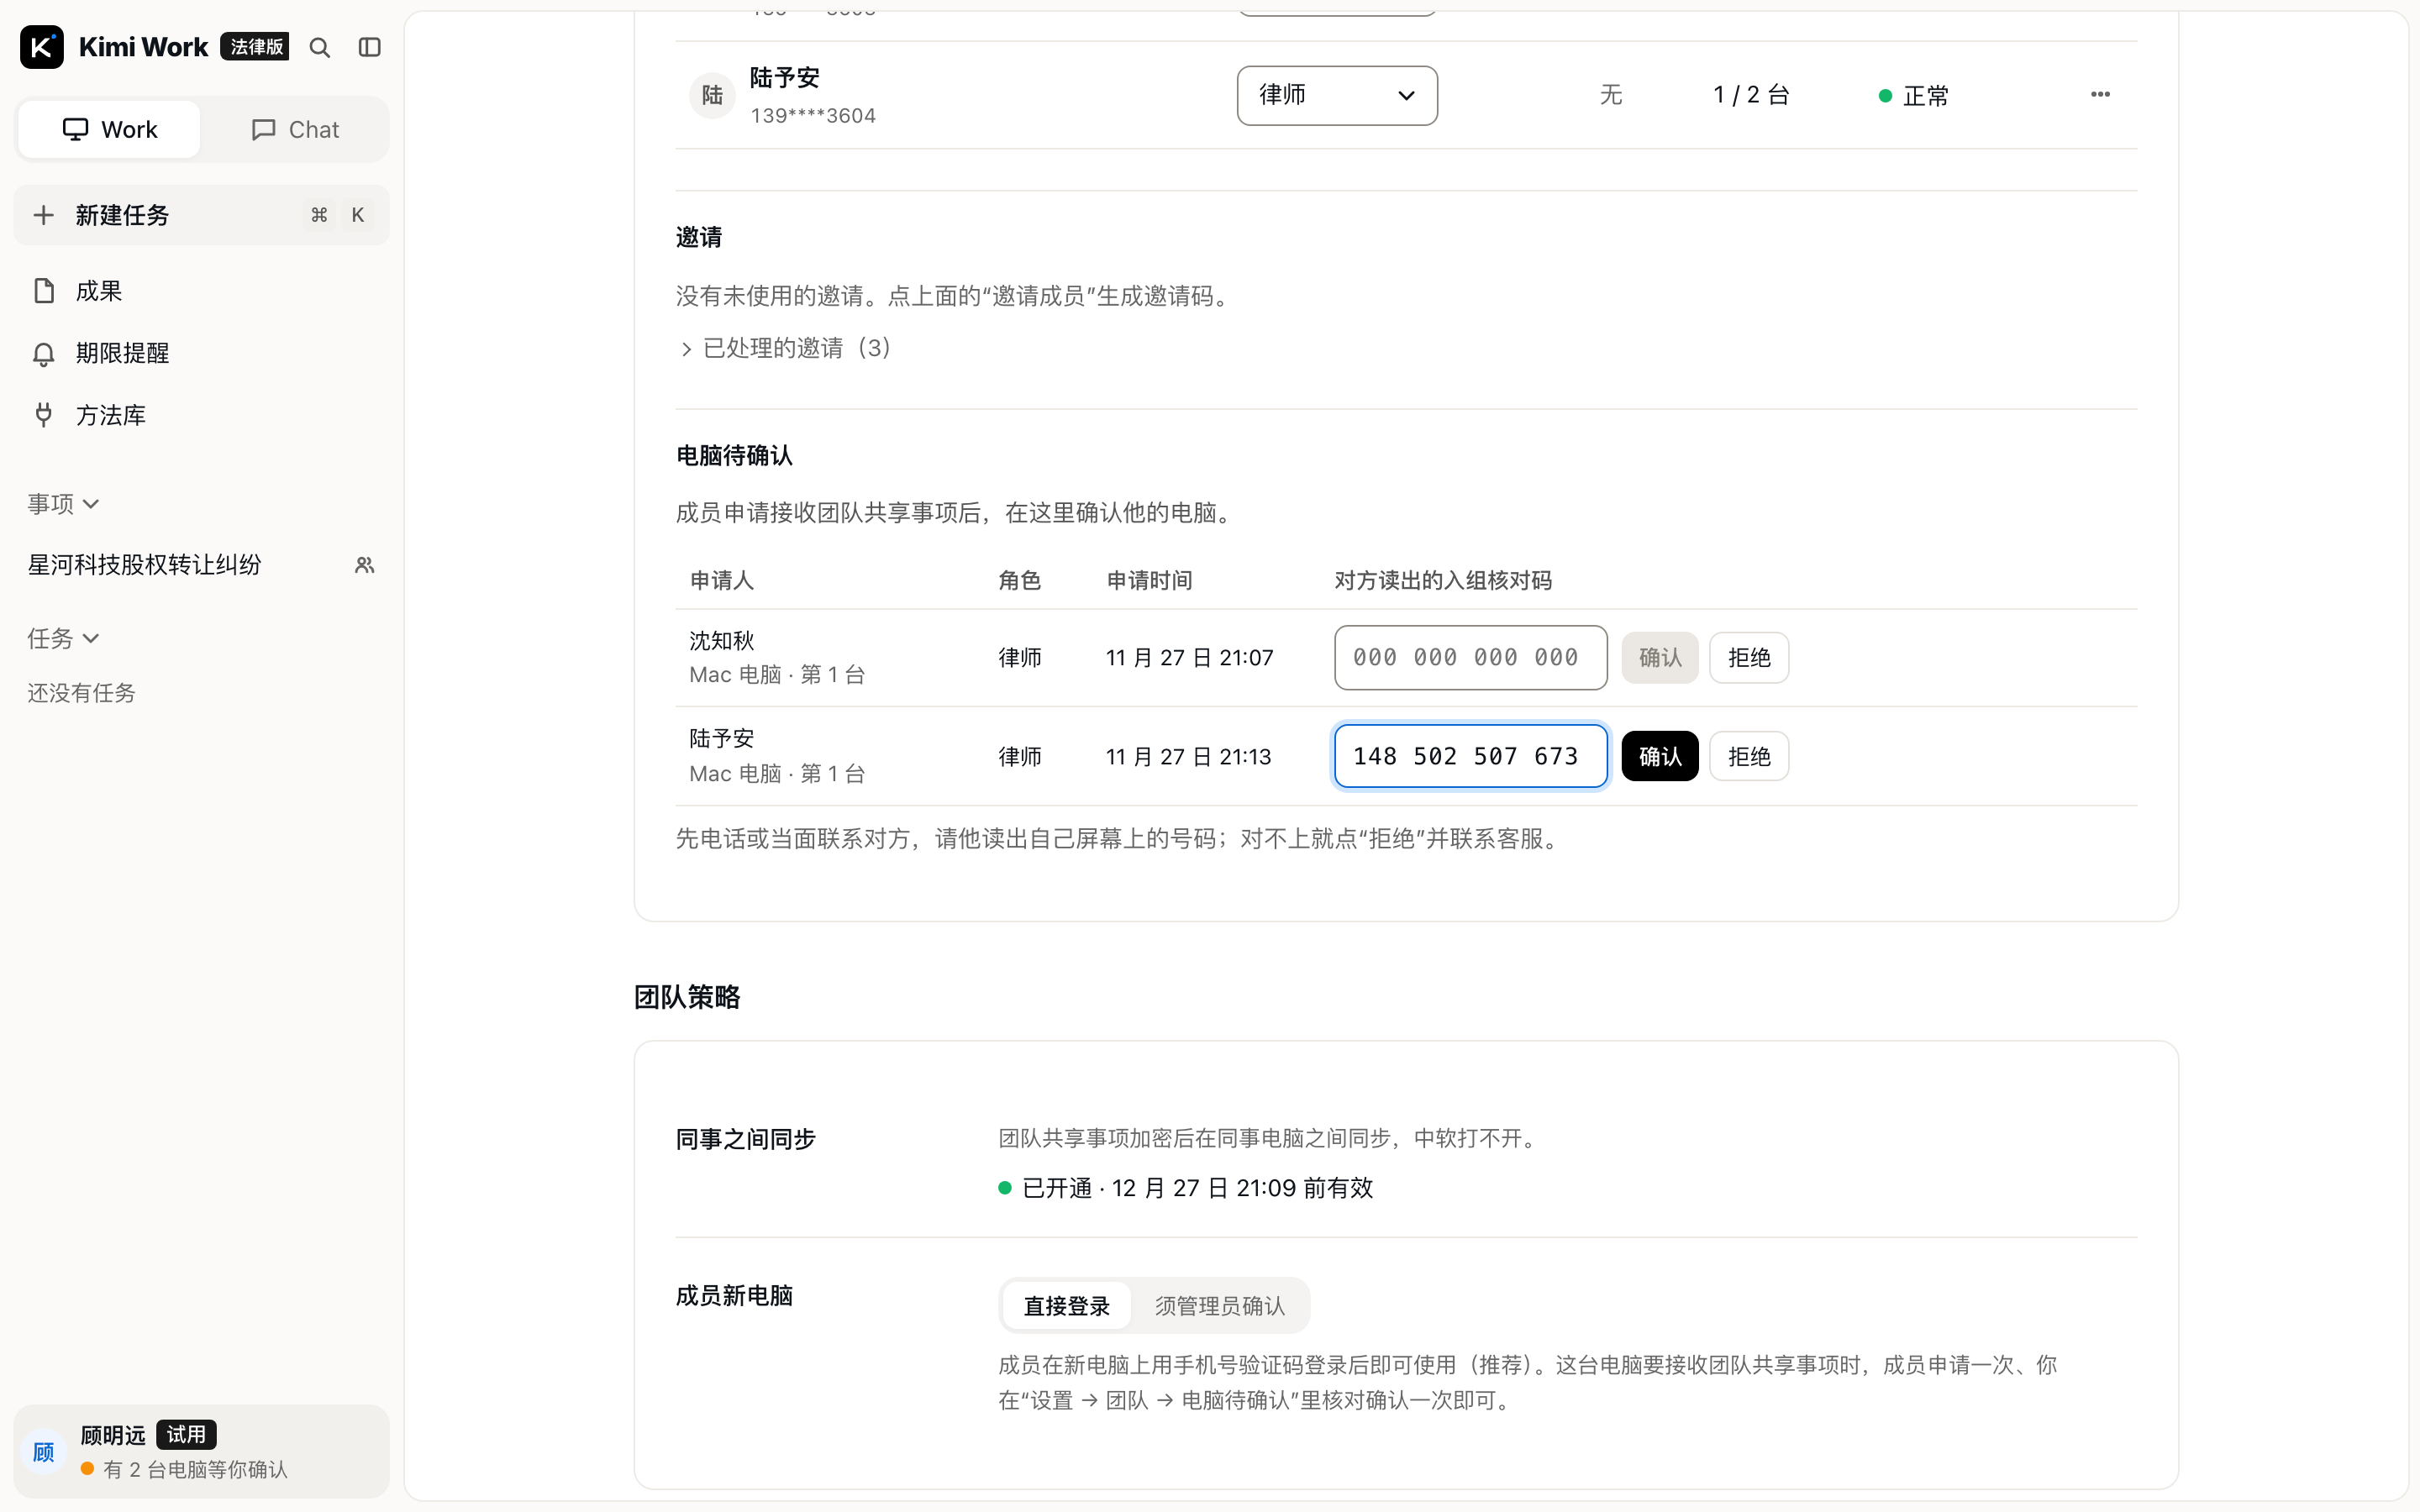 Kimi Work 法律版
Work
Chat
新建任务 ⌘ K
成果
期限提醒
方法库
事项
星河科技股权转让纠纷
任务
还没有任务
顾 顾明远 试用
有 2 台电脑等你确认
陆 陆予安
139****3604
律师
无
1 / 2 台
正常
邀请
没有未使用的邀请。点上面的“邀请成员”生成邀请码。
已处理的邀请（3）
电脑待确认
成员申请接收团队共享事项后，在这里确认他的电脑。
申请人 角色 申请时间 对方读出的入组核对码
沈知秋
Mac 电脑 · 第 1 台
律师 11 月 27 日 21:07 000 000 000 000 确认 拒绝
陆予安
Mac 电脑 · 第 1 台
律师 11 月 27 日 21:13 148 502 507 673 确认 拒绝
先电话或当面联系对方，请他读出自己屏幕上的号码；对不上就点“拒绝”并联系客服。
团队策略
同事之间同步
团队共享事项加密后在同事电脑之间同步，中软打不开。
已开通 · 12 月 27 日 21:09 前有效
成员新电脑
直接登录 须管理员确认
成员在新电脑上用手机号验证码登录后即可使用（推荐）。这台电脑要接收团队共享事项时，成员申请一次、你
在“设置 → 团队 → 电脑待确认”里核对确认一次即可。